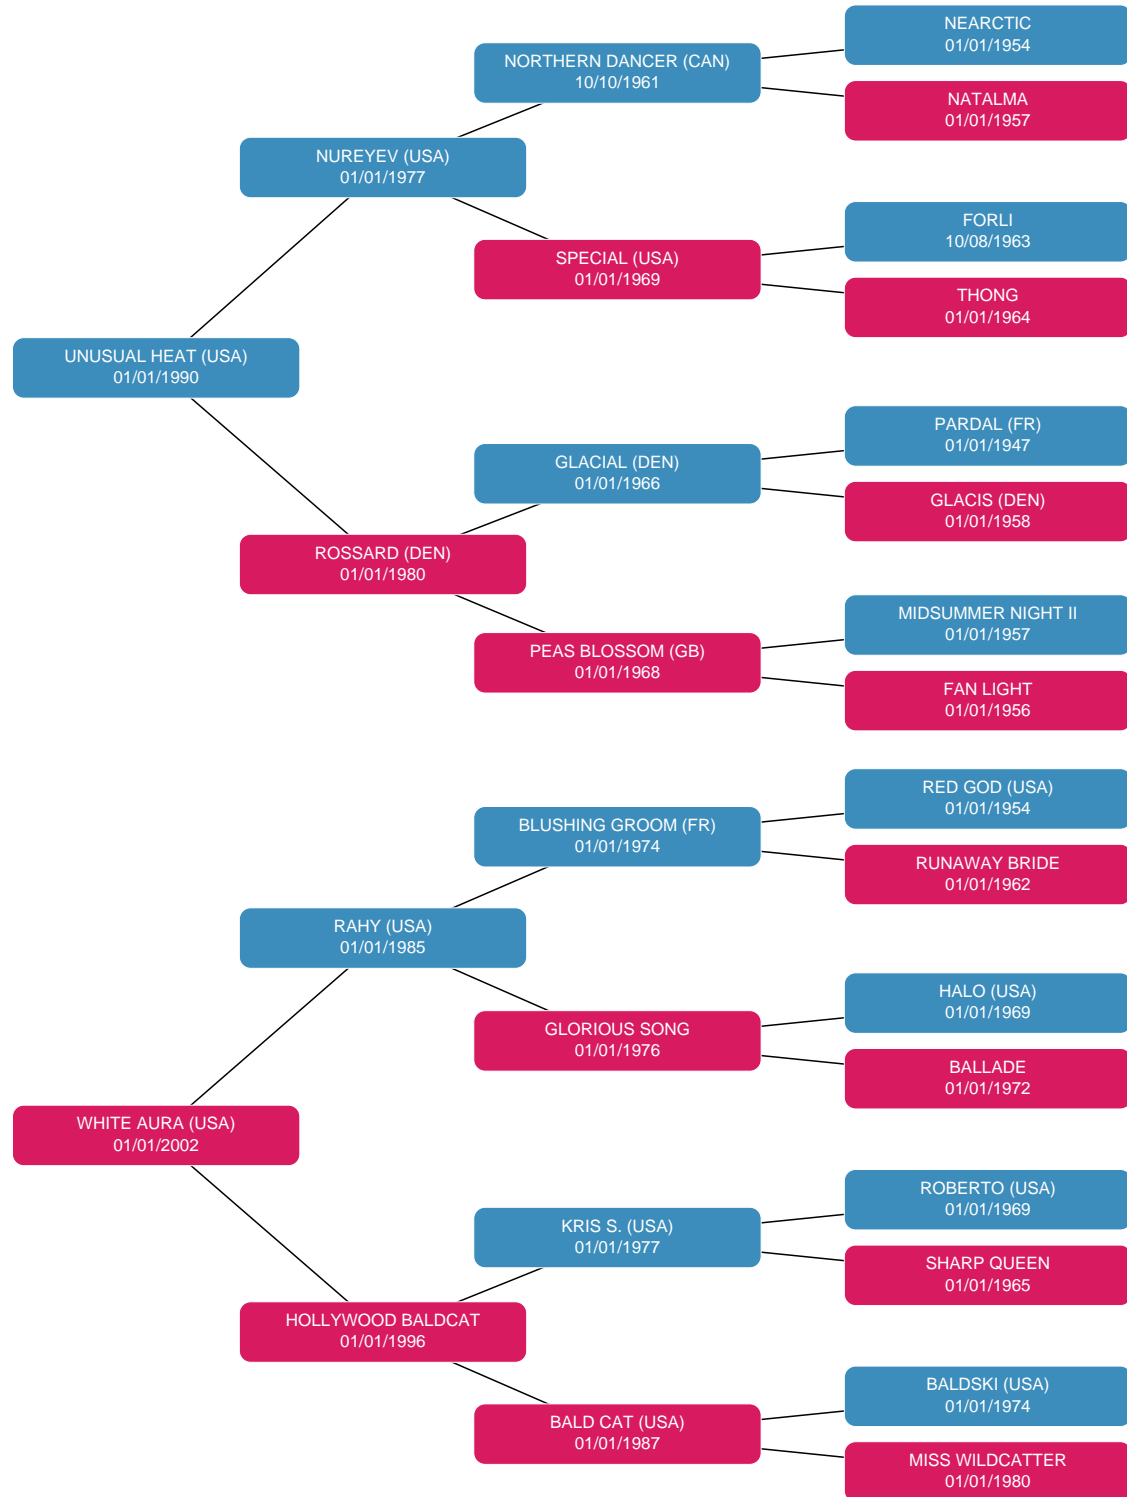 NEARCTIC
01/01/1954
NORTHERN DANCER (CAN)
10/10/1961
NATALMA
01/01/1957
NUREYEV (USA)
01/01/1977
FORLI
10/08/1963
SPECIAL (USA)
01/01/1969
THONG
01/01/1964
UNUSUAL HEAT (USA)
01/01/1990
PARDAL (FR)
01/01/1947
GLACIAL (DEN)
01/01/1966
GLACIS (DEN)
01/01/1958
ROSSARD (DEN)
01/01/1980
MIDSUMMER NIGHT II
01/01/1957
PEAS BLOSSOM (GB)
01/01/1968
FAN LIGHT
01/01/1956
RED GOD (USA)
01/01/1954
BLUSHING GROOM (FR)
01/01/1974
RUNAWAY BRIDE
01/01/1962
RAHY (USA)
01/01/1985
HALO (USA)
01/01/1969
GLORIOUS SONG
01/01/1976
BALLADE
01/01/1972
WHITE AURA (USA)
01/01/2002
ROBERTO (USA)
01/01/1969
KRIS S. (USA)
01/01/1977
SHARP QUEEN
01/01/1965
HOLLYWOOD BALDCAT
01/01/1996
BALDSKI (USA)
01/01/1974
BALD CAT (USA)
01/01/1987
MISS WILDCATTER
01/01/1980